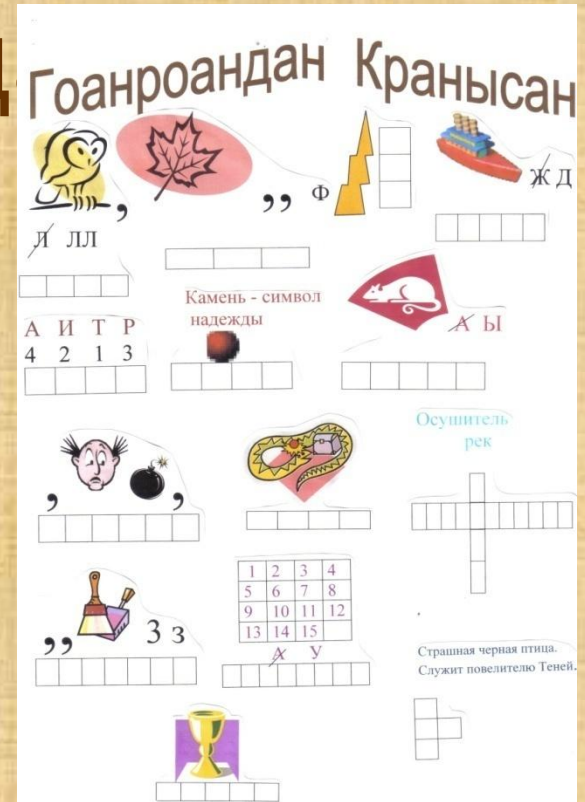 Гоанроандан Кранысан
, ,, Ф Ж Д
Л ЛЛ
Камень - символ
надежды
А И Т Р
4 2 1 3
А Ы
Осушитель
рек
, ,
1 2 3 4
5 6 7 8
9 10 11 12
13 14 15
А У
,, З з
Страшная черная птица.
Служит повелителю Теней.